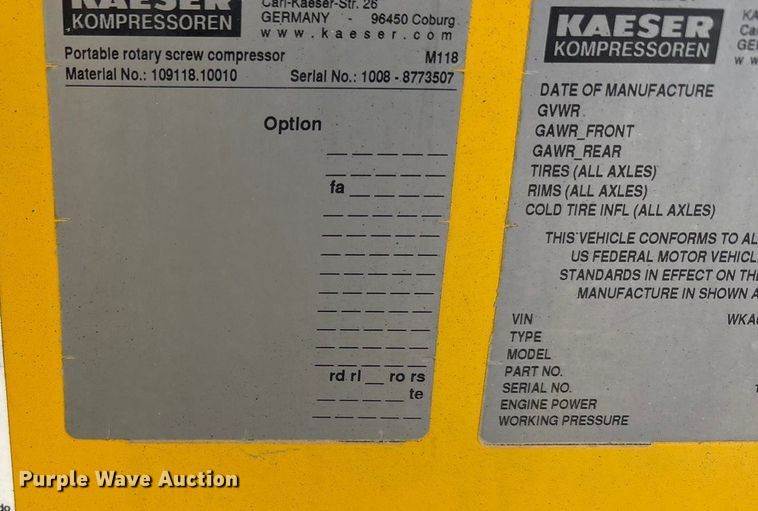 KAESER
KOMPRESSOREN
Carl-Kaeser-Str. 26
GERMANY - 96450 Coburg
www.kaeser.com
Portable rotary screw compressor M118
Material No.: 109118.10010 Serial No.: 1008 - 8773507
Option
_ _ _ _ _
fa _ _ _ _
_ _ _ _ _
_ _ _ _ _
_ _ _ _ _
_ _ _ _ _
_ _ _ _ _
_ _ _ _ _
_ _ _ _ _
_ _ _ _ _
_ _ _ _ _
rd rl _ ro rs
_ _ _ _ te
_ _ _ _ _
KAESER
KOMPRESSOREN
DATE OF MANUFACTURE
GVWR
GAWR_FRONT
GAWR_REAR
TIRES (ALL AXLES)
RIMS (ALL AXLES)
COLD TIRE INFL (ALL AXLES)
THIS VEHICLE CONFORMS TO AL
US FEDERAL MOTOR VEHICL
STANDARDS IN EFFECT ON THE
MANUFACTURE IN SHOWN A
VIN WKA
TYPE
MODEL
PART NO.
SERIAL NO.
ENGINE POWER
WORKING PRESSURE
Purple Wave Auction